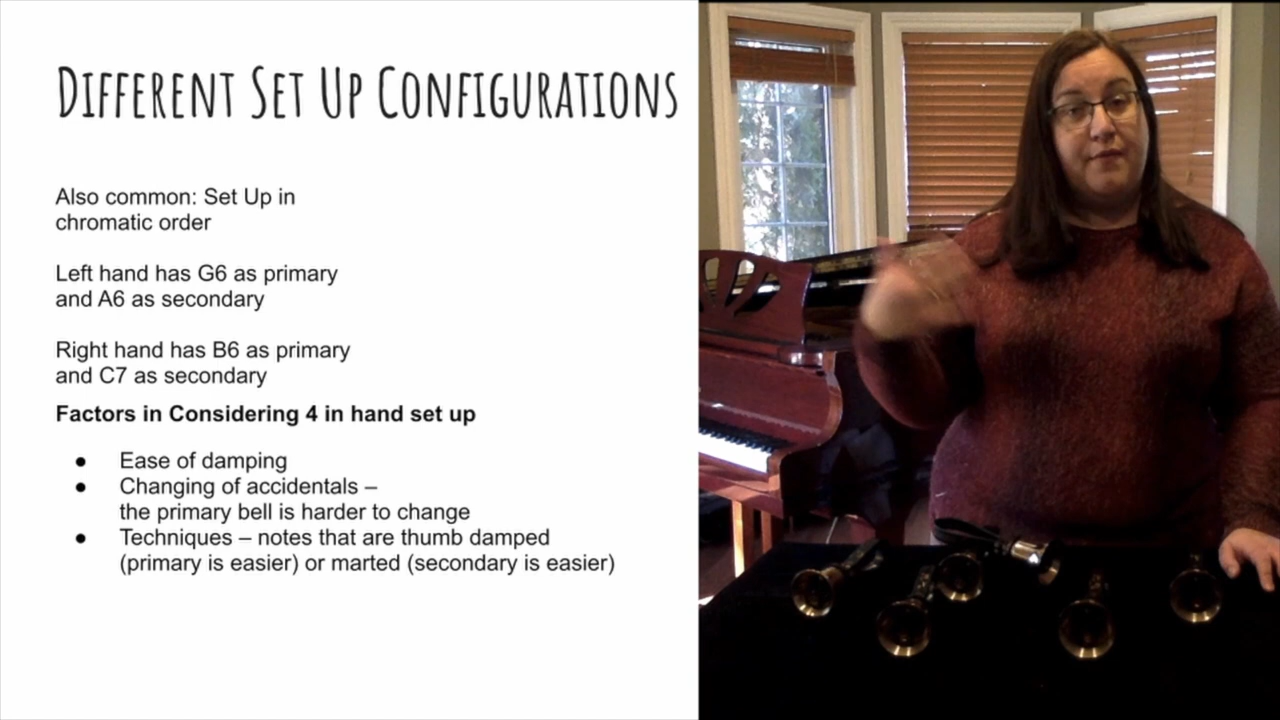 Different Set Up Configurations
Also common: Set Up in
chromatic order
Left hand has G6 as primary
and A6 as secondary
Right hand has B6 as primary
and C7 as secondary
Factors in Considering 4 in hand set up
● Ease of damping
● Changing of accidentals –
the primary bell is harder to change
● Techniques – notes that are thumb damped
(primary is easier) or marted (secondary is easier)